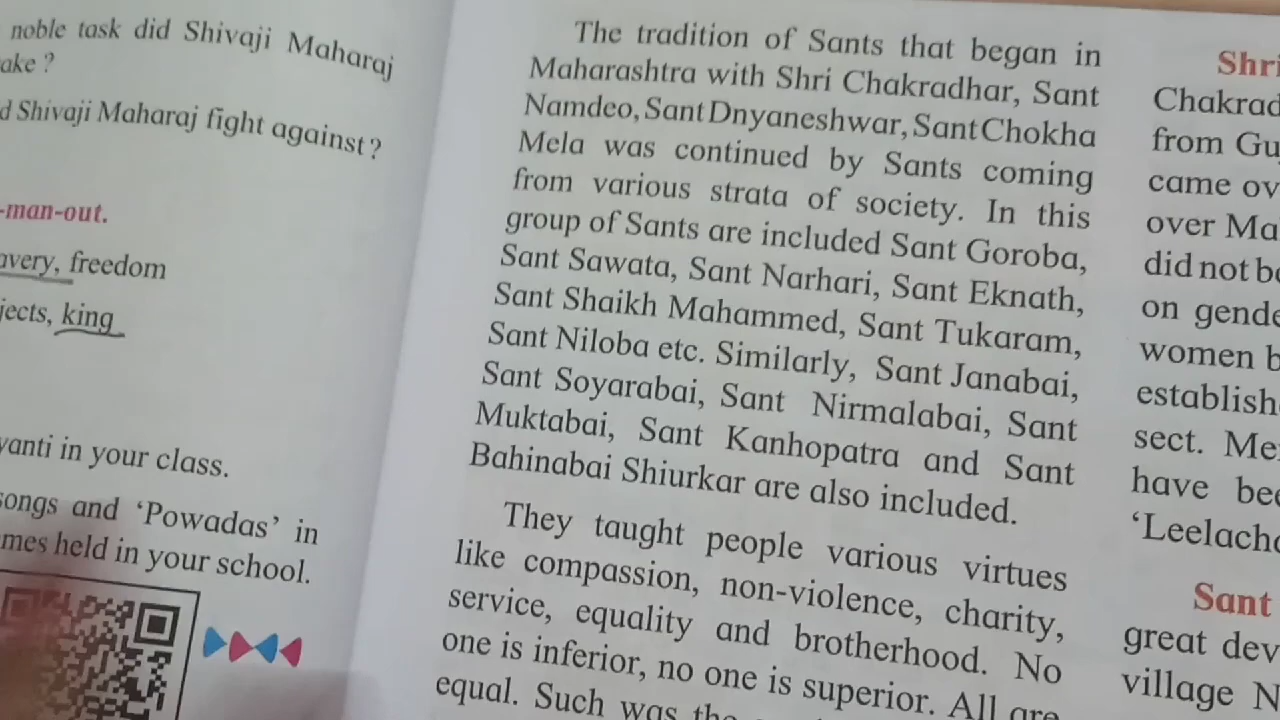 noble task did Shivaji Maharaj
ake ?
d Shivaji Maharaj fight against ?
-man-out.
avery, freedom
jects, king
yanti in your class.
songs and ‘Powadas’ in
mes held in your school.
The tradition of Sants that began in
Maharashtra with Shri Chakradhar, Sant
Namdeo, Sant Dnyaneshwar, Sant Chokha
Mela was continued by Sants coming
from various strata of society. In this
group of Sants are included Sant Goroba,
Sant Sawata, Sant Narhari, Sant Eknath,
Sant Shaikh Mahammed, Sant Tukaram,
Sant Niloba etc. Similarly, Sant Janabai,
Sant Soyarabai, Sant Nirmalabai, Sant
Muktabai, Sant Kanhopatra and Sant
Bahinabai Shiurkar are also included.
They taught people various virtues
like compassion, non-violence, charity,
service, equality and brotherhood. No
one is inferior, no one is superior. All are
equal. Such was the
Shri
Chakrad
from Gu
came ov
over Ma
did not be
on gende
women b
establish
sect. Me
have bee
‘Leelach
Sant
great dev
village N